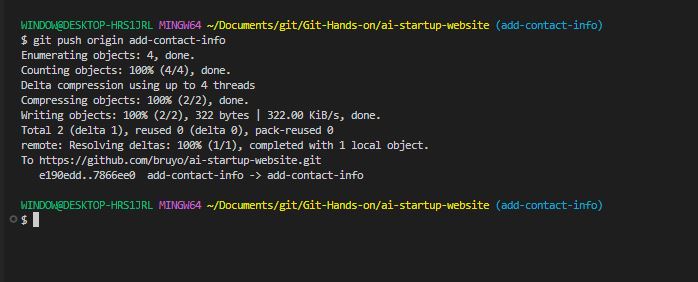 WINDOW@DESKTOP-HRS1JRL MINGW64 ~/Documents/git/Git-Hands-on/ai-startup-website (add-contact-info)
$ git push origin add-contact-info
Enumerating objects: 4, done.
Counting objects: 100% (4/4), done.
Delta compression using up to 4 threads
Compressing objects: 100% (2/2), done.
Writing objects: 100% (2/2), 322 bytes | 322.00 KiB/s, done.
Total 2 (delta 1), reused 0 (delta 0), pack-reused 0
remote: Resolving deltas: 100% (1/1), completed with 1 local object.
To https://github.com/bruyo/ai-startup-website.git
   e190edd..7866ee0  add-contact-info -> add-contact-info
WINDOW@DESKTOP-HRS1JRL MINGW64 ~/Documents/git/Git-Hands-on/ai-startup-website (add-contact-info)
$